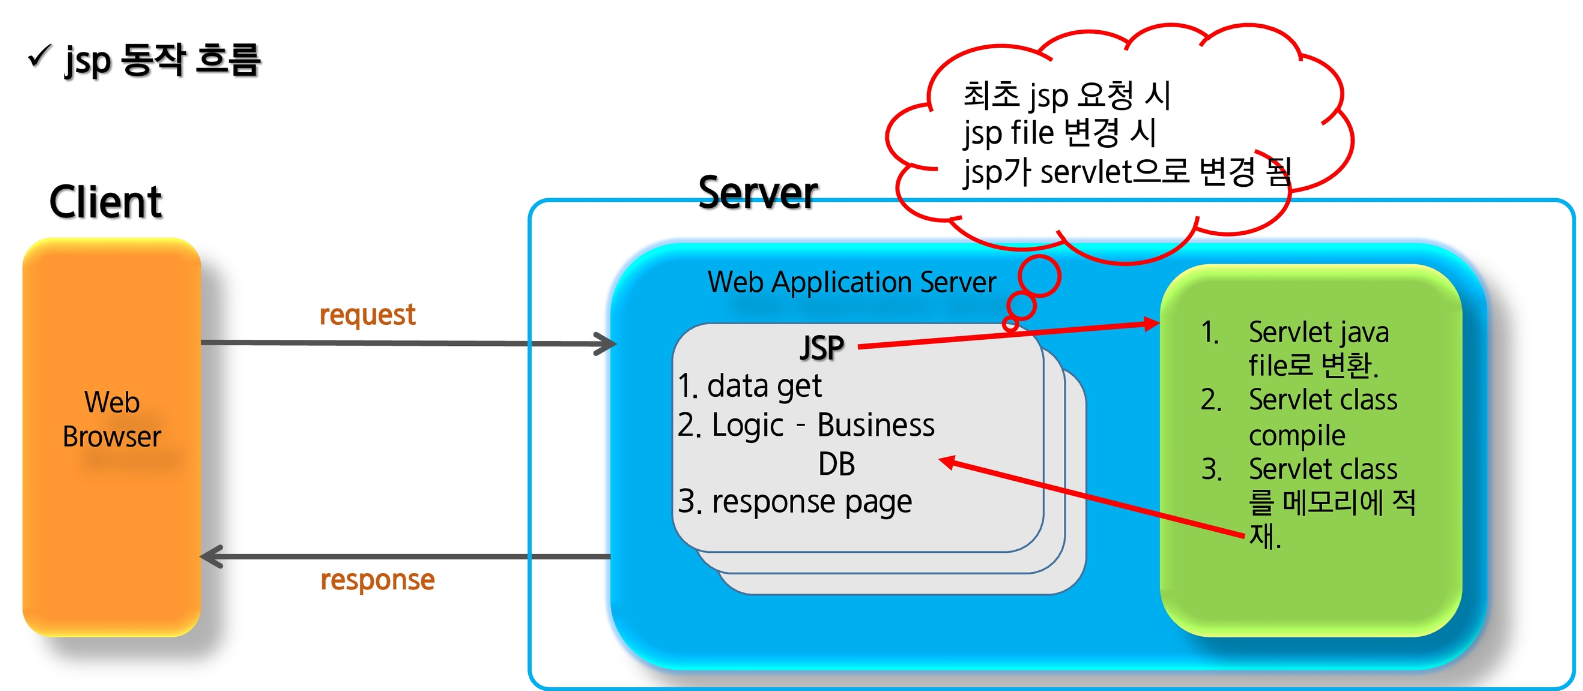 ✓ jsp 동작 흐름
최초 jsp 요청 시
jsp file 변경 시
jsp가 servlet으로 변경 됨
Client
Server
Web
Browser
request
response
Web Application Server
JSP
1. data get
2. Logic - Business
DB
3. response page
1. Servlet java
file로 변환.
2. Servlet class
compile
3. Servlet class
를 메모리에 적
재.